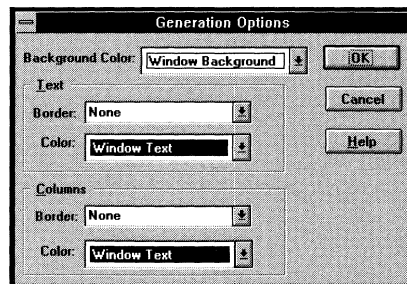 Generation Options
Background Color: Window Background OK
Text
Cancel
Border: None
Color: Window Text Help
Columns
Border: None
Color: Window Text